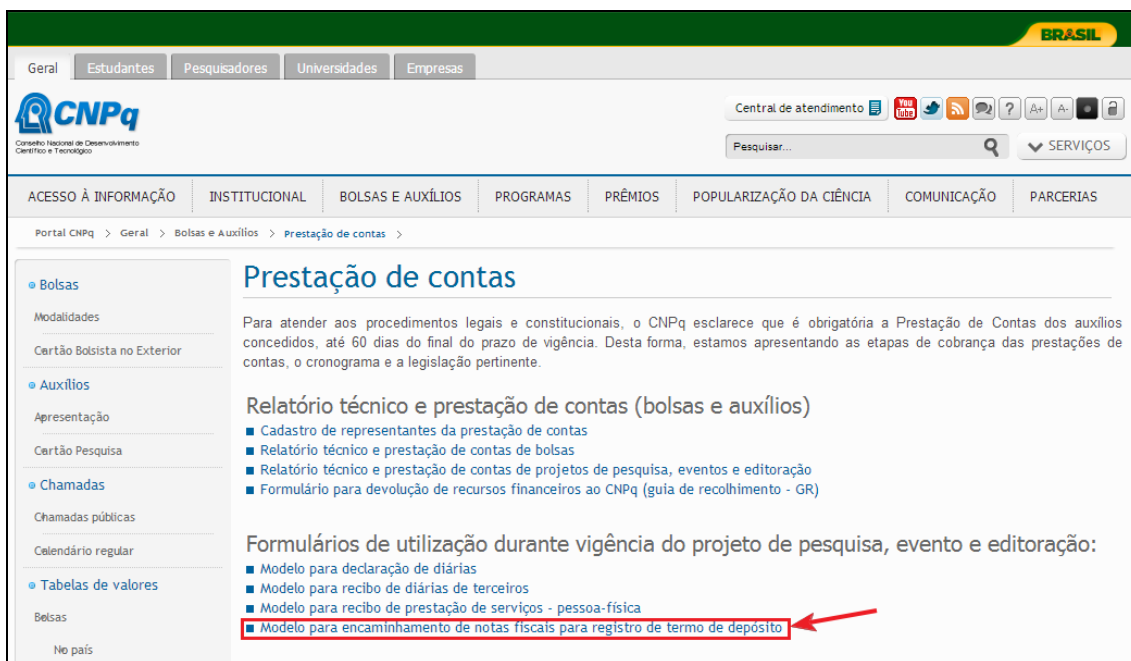 BRASIL
Geral Estudantes Pesquisadores Universidades Empresas
CNPq
Conselho Nacional de Desenvolvimento
Científico e Tecnológico
Central de atendimento You Tube ? A+ A-
Pesquisar... SERVIÇOS
ACESSO À INFORMAÇÃO INSTITUCIONAL BOLSAS E AUXÍLIOS PROGRAMAS PRÊMIOS POPULARIZAÇÃO DA CIÊNCIA COMUNICAÇÃO PARCERIAS
Portal CNPq > Geral > Bolsas e Auxílios > Prestação de contas >
Bolsas
Modalidades
Cartão Bolsista no Exterior
Auxílios
Apresentação
Cartão Pesquisa
Chamadas
Chamadas públicas
Calendário regular
Tabelas de valores
Bolsas
No país
Prestação de contas
Para atender aos procedimentos legais e constitucionais, o CNPq esclarece que é obrigatória a Prestação de Contas dos auxílios
concedidos, até 60 dias do final do prazo de vigência. Desta forma, estamos apresentando as etapas de cobrança das prestações de
contas, o cronograma e a legislação pertinente.
Relatório técnico e prestação de contas (bolsas e auxílios)
Cadastro de representantes da prestação de contas
Relatório técnico e prestação de contas de bolsas
Relatório técnico e prestação de contas de projetos de pesquisa, eventos e editoração
Formulário para devolução de recursos financeiros ao CNPq (guia de recolhimento - GR)
Formulários de utilização durante vigência do projeto de pesquisa, evento e editoração:
Modelo para declaração de diárias
Modelo para recibo de diárias de terceiros
Modelo para recibo de prestação de serviços - pessoa-física
Modelo para encaminhamento de notas fiscais para registro de termo de depósito